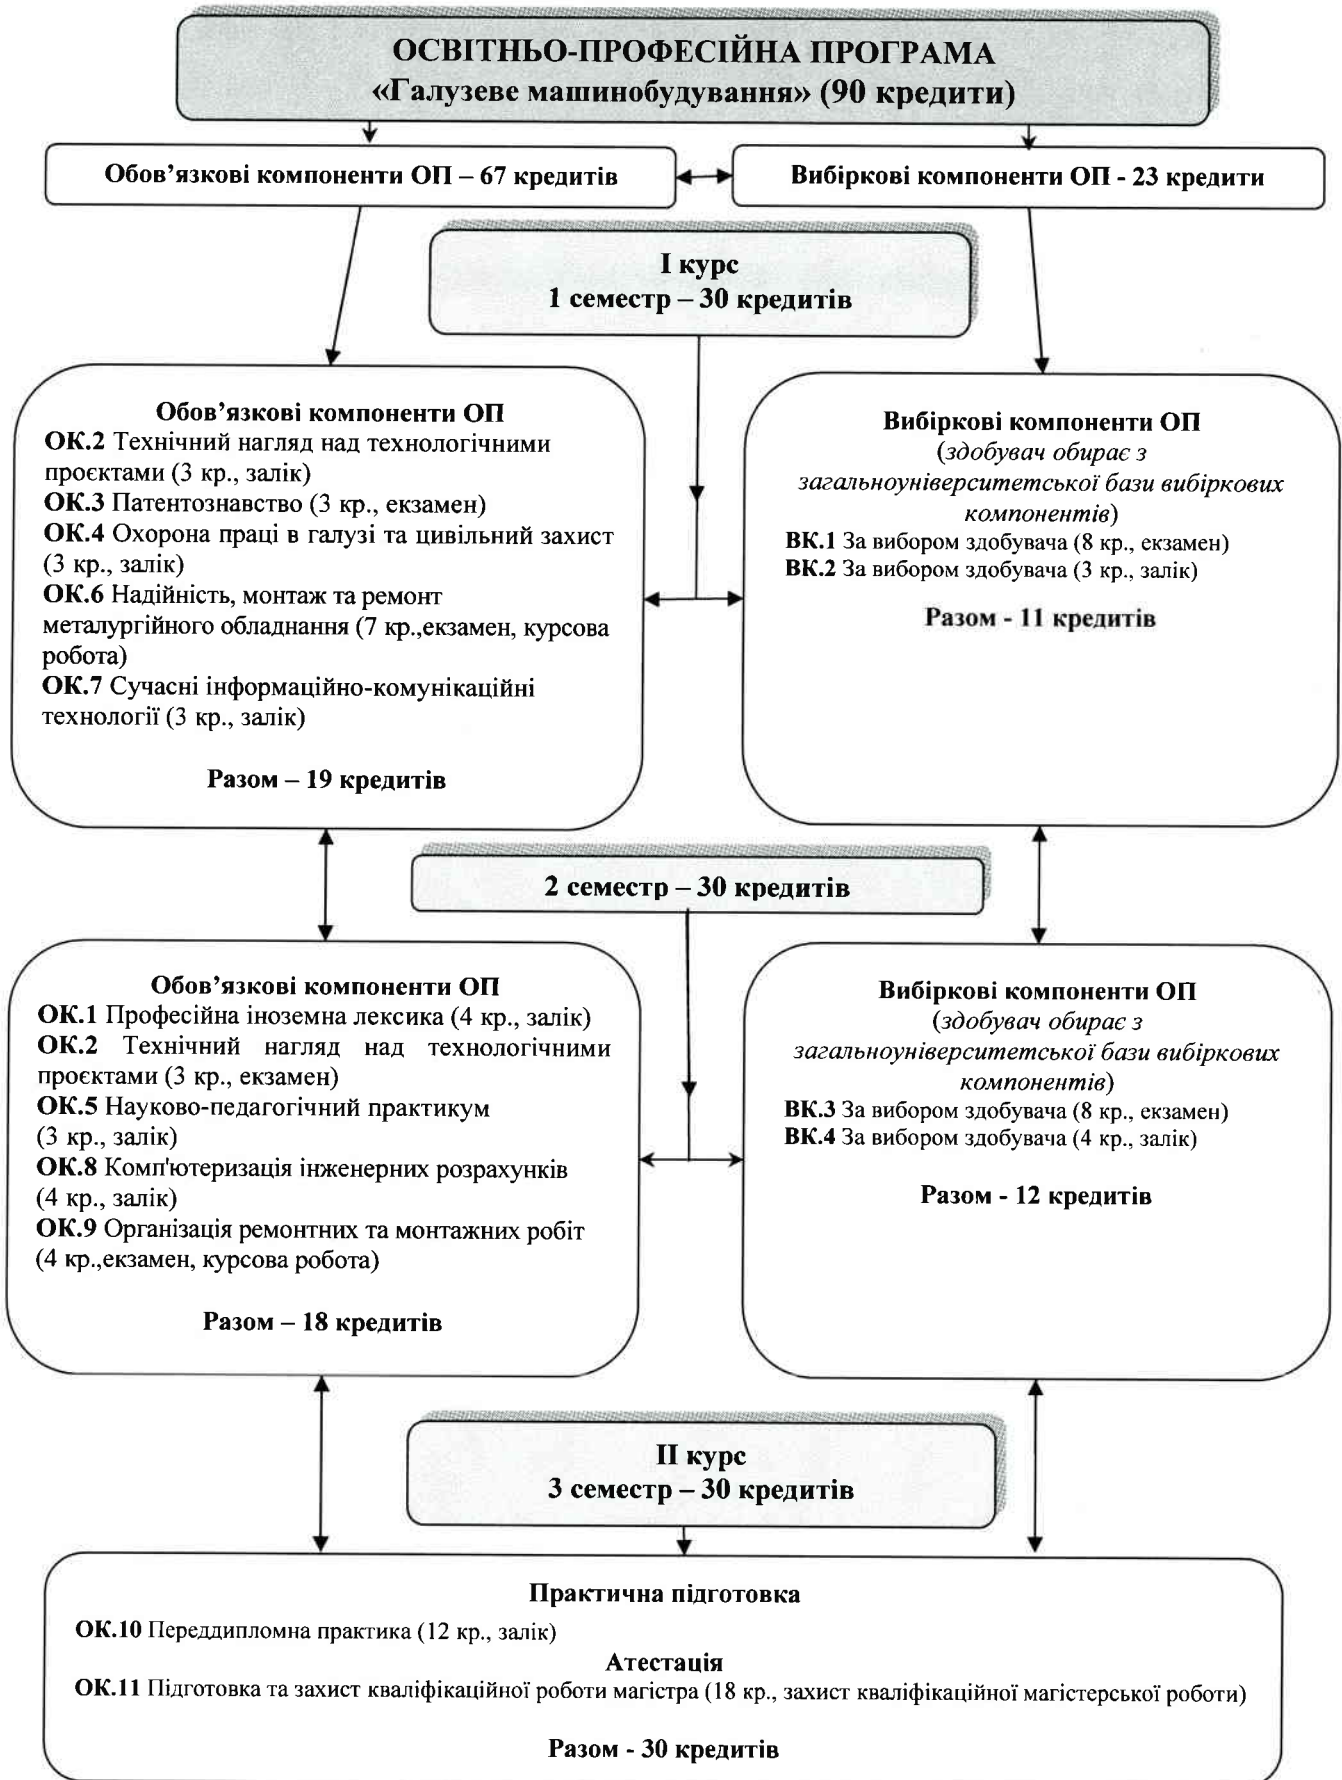 ОСВІТНЬО-ПРОФЕСІЙНА ПРОГРАМА
«Галузеве машинобудування» (90 кредити)
Обов’язкові компоненти ОП – 67 кредитів
Вибіркові компоненти ОП - 23 кредити
I курс
1 семестр – 30 кредитів
Обов’язкові компоненти ОП
ОК.2 Технічний нагляд над технологічними
проєктами (3 кр., залік)
ОК.3 Патентознавство (3 кр., екзамен)
ОК.4 Охорона праці в галузі та цивільний захист
(3 кр., залік)
ОК.6 Надійність, монтаж та ремонт
металургійного обладнання (7 кр.,екзамен, курсова
робота)
ОК.7 Сучасні інформаційно-комунікаційні
технології (3 кр., залік)
Разом – 19 кредитів
Вибіркові компоненти ОП
(здобувач обирає з
загальноуніверситетської бази вибіркових
компонентів)
ВК.1 За вибором здобувача (8 кр., екзамен)
ВК.2 За вибором здобувача (3 кр., залік)
Разом - 11 кредитів
2 семестр – 30 кредитів
Обов’язкові компоненти ОП
ОК.1 Професійна іноземна лексика (4 кр., залік)
ОК.2 Технічний нагляд над технологічними
проєктами (3 кр., екзамен)
ОК.5 Науково-педагогічний практикум
(3 кр., залік)
ОК.8 Комп'ютеризація інженерних розрахунків
(4 кр., залік)
ОК.9 Організація ремонтних та монтажних робіт
(4 кр.,екзамен, курсова робота)
Разом – 18 кредитів
Вибіркові компоненти ОП
(здобувач обирає з
загальноуніверситетської бази вибіркових
компонентів)
ВК.3 За вибором здобувача (8 кр., екзамен)
ВК.4 За вибором здобувача (4 кр., залік)
Разом - 12 кредитів
II курс
3 семестр – 30 кредитів
Практична підготовка
ОК.10 Переддипломна практика (12 кр., залік)
Атестація
ОК.11 Підготовка та захист кваліфікаційної роботи магістра (18 кр., захист кваліфікаційної магістерської роботи)
Разом - 30 кредитів